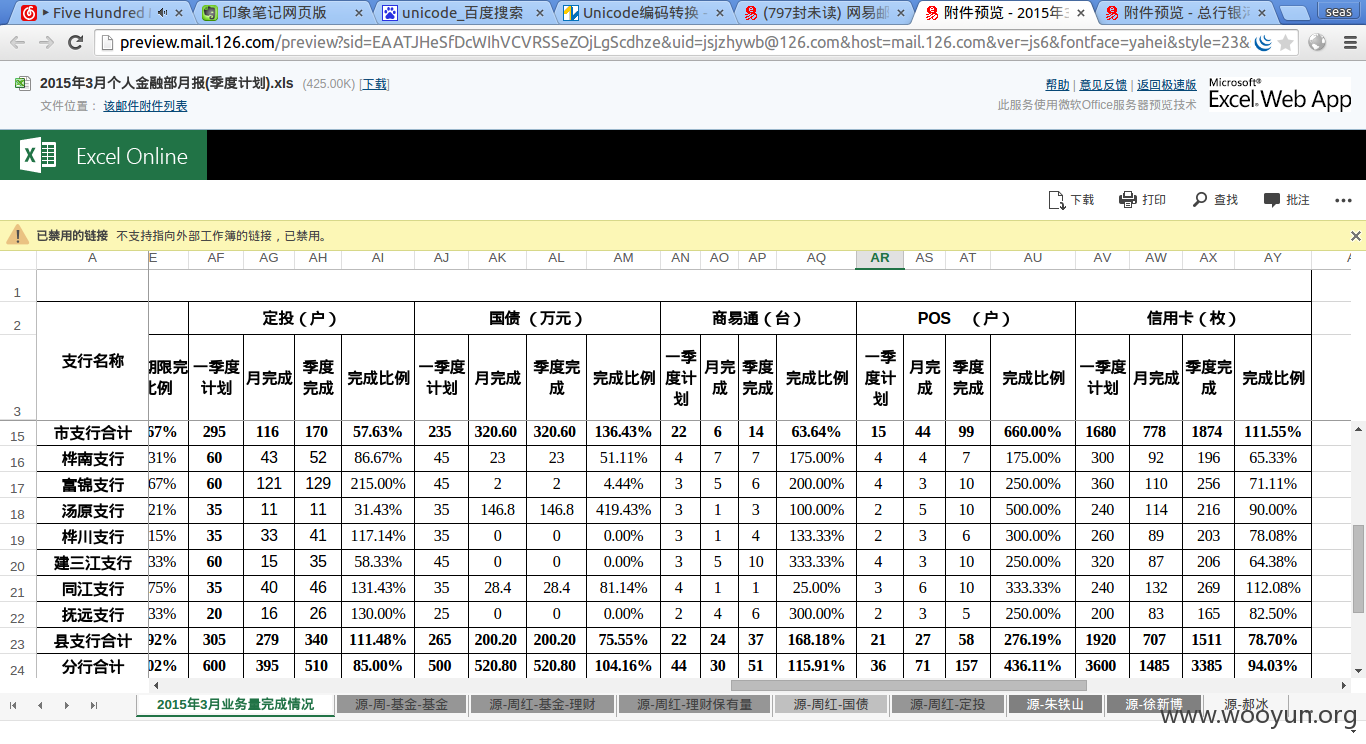 Five Hundred
印象笔记网页版
unicode_百度搜索
Unicode编码转换 -
(797封未读) 网易邮
附件预览 - 2015年3
附件预览 - 总行银河
seas
preview.mail.126.com/preview?sid=EAATJHeSfDcWIhVCVRSSeZOjLgScdhze&uid=jsjzhywb@126.com&host=mail.126.com&ver=js6&fontface=yahei&style=23&
2015年3月个人金融部月报(季度计划).xls (425.00K) [下载]
文件位置： 该邮件附件列表
帮助 | 意见反馈 | 返回极速版
此服务使用微软Office服务器预览技术
Microsoft® Excel Web App
Excel Online
下载 打印 查找 批注 •••
已禁用的链接 不支持指向外部工作簿的链接，已禁用。
A E AF AG AH AI AJ AK AL AM AN AO AP AQ AR AS AT AU AV AW AX AY
1
2 定投（户） 国债 （万元） 商易通（台） POS （户） 信用卡（枚）
3 支行名称 期限完比例 一季度计划 月完成 季度完成 完成比例 一季度计划 月完成 季度完成 完成比例 一季度计划 月完成 季度完成 完成比例 一季度计划 月完成 季度完成 完成比例 一季度计划 月完成 季度完成 完成比例
15 市支行合计 67% 295 116 170 57.63% 235 320.60 320.60 136.43% 22 6 14 63.64% 15 44 99 660.00% 1680 778 1874 111.55%
16 桦南支行 31% 60 43 52 86.67% 45 23 23 51.11% 4 7 7 175.00% 4 4 7 175.00% 300 92 196 65.33%
17 富锦支行 67% 60 121 129 215.00% 45 2 2 4.44% 3 5 6 200.00% 4 3 10 250.00% 360 110 256 71.11%
18 汤原支行 21% 35 11 11 31.43% 35 146.8 146.8 419.43% 3 1 3 100.00% 2 5 10 500.00% 240 114 216 90.00%
19 桦川支行 15% 35 33 41 117.14% 35 0 0 0.00% 3 1 4 133.33% 2 3 6 300.00% 260 89 203 78.08%
20 建三江支行 33% 60 15 35 58.33% 45 0 0 0.00% 3 5 10 333.33% 4 3 10 250.00% 320 87 206 64.38%
21 同江支行 75% 35 40 46 131.43% 35 28.4 28.4 81.14% 4 1 1 25.00% 3 6 10 333.33% 240 132 269 112.08%
22 抚远支行 33% 20 16 26 130.00% 25 0 0 0.00% 2 4 6 300.00% 2 3 5 250.00% 200 83 165 82.50%
23 县支行合计 92% 305 279 340 111.48% 265 200.20 200.20 75.55% 22 24 37 168.18% 21 27 58 276.19% 1920 707 1511 78.70%
24 分行合计 02% 600 395 510 85.00% 500 520.80 520.80 104.16% 44 30 51 115.91% 36 71 157 436.11% 3600 1485 3385 94.03%
2015年3月业务量完成情况 源-周-基金-基金 源-周红-基金-理财 源-周红-理财保有量 源-周红-国债 源-周红-定投 源-朱铁山 源-徐新博 源-郝冰
www.wooyun.org